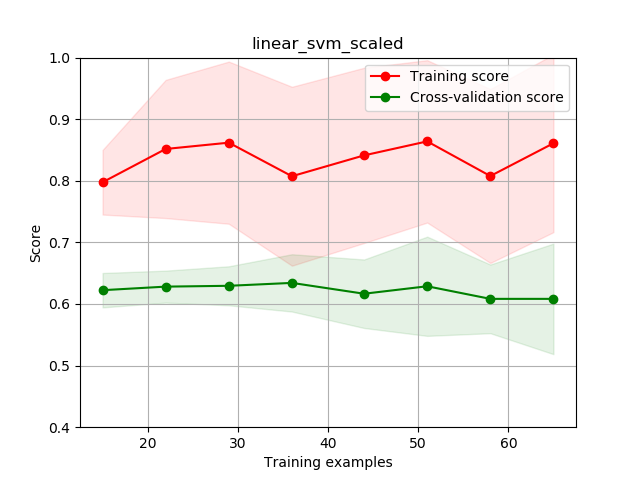 linear_svm_scaled
Training score
Cross-validation score
1.0
0.9
0.8
0.7
0.6
0.5
0.4
Score
20 30 40 50 60
Training examples